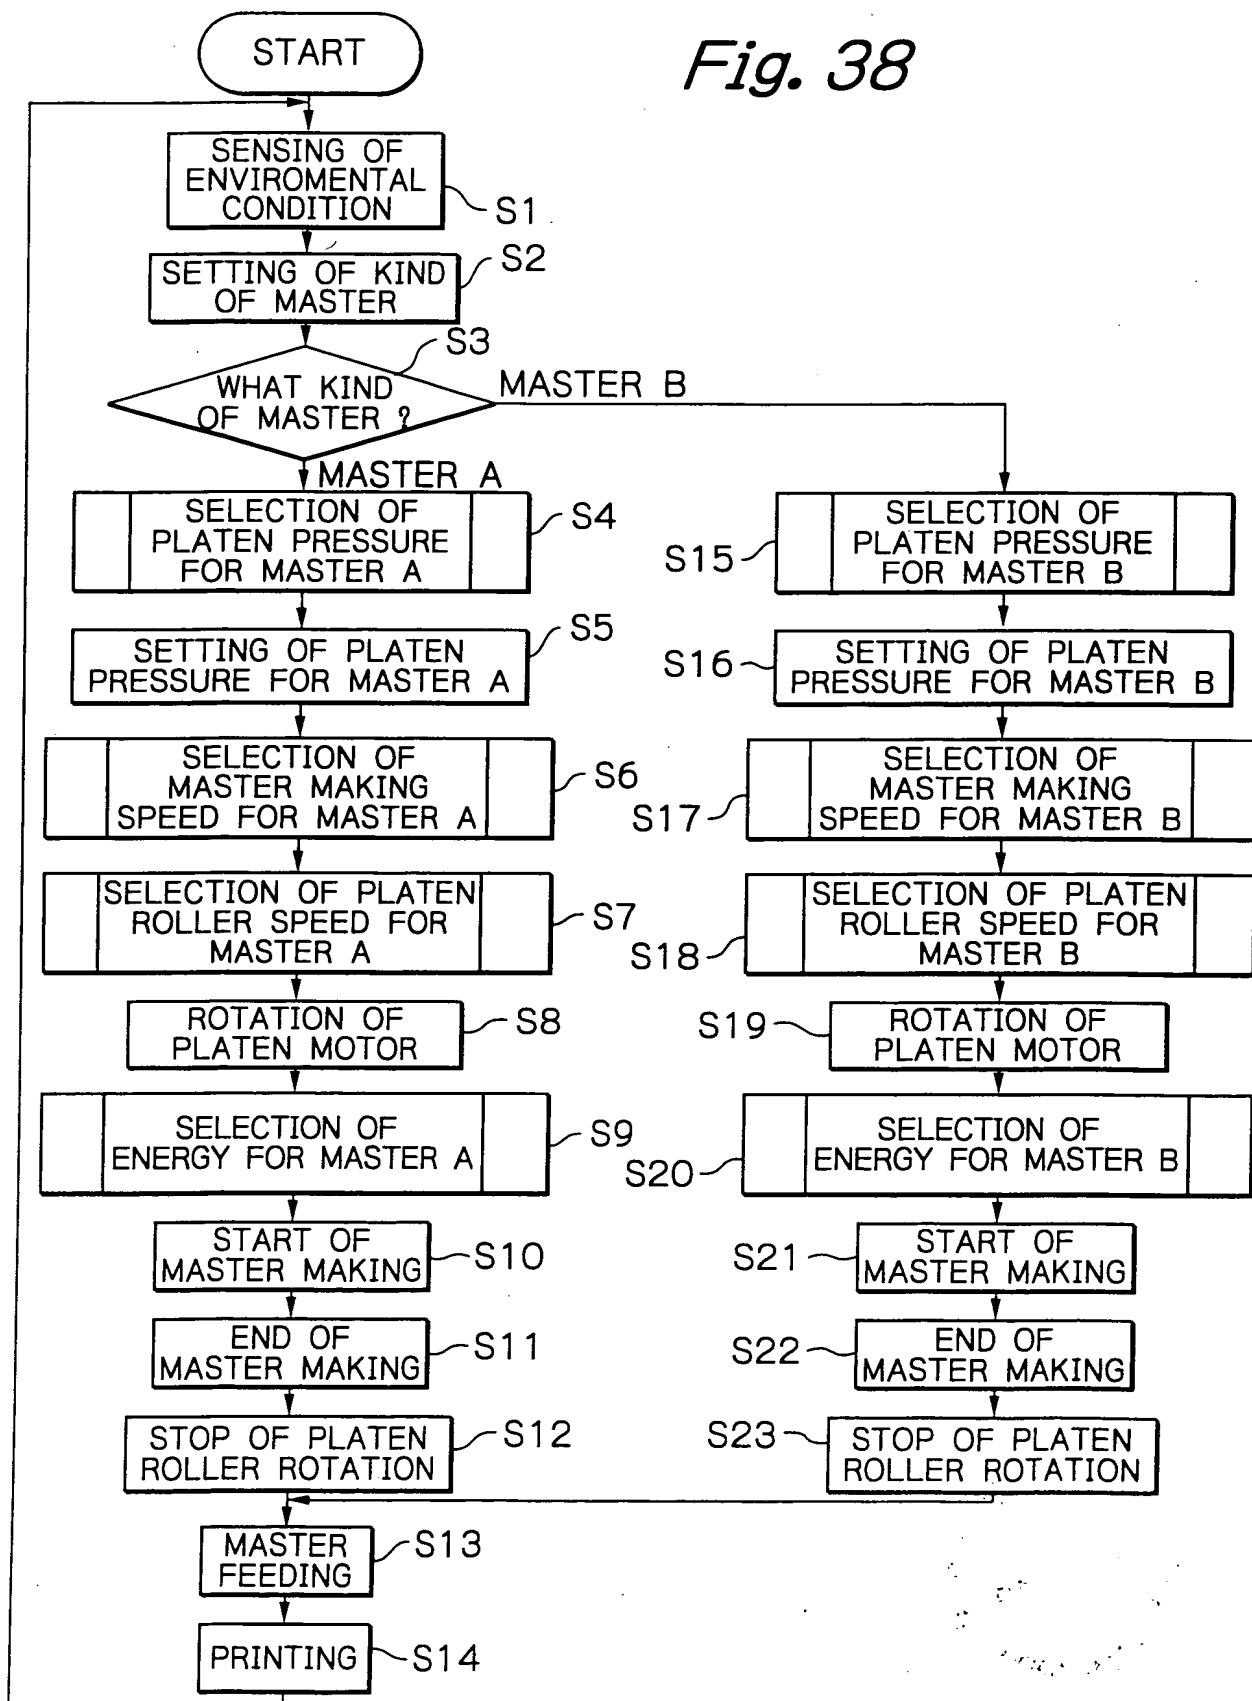 Fig. 38
START
SENSING OF
ENVIROMENTAL
CONDITION
S1
SETTING OF KIND
OF MASTER
S2
WHAT KIND
OF MASTER ?
S3
MASTER B
MASTER A
SELECTION OF
PLATEN PRESSURE
FOR MASTER A
S4
SETTING OF PLATEN
PRESSURE FOR MASTER A
S5
SELECTION OF
MASTER MAKING
SPEED FOR MASTER A
S6
SELECTION OF PLATEN
ROLLER SPEED FOR
MASTER A
S7
ROTATION OF
PLATEN MOTOR
S8
SELECTION OF
ENERGY FOR MASTER A
S9
START OF
MASTER MAKING
S10
END OF
MASTER MAKING
S11
STOP OF PLATEN
ROLLER ROTATION
S12
MASTER
FEEDING
S13
PRINTING
S14
S15
SELECTION OF
PLATEN PRESSURE
FOR MASTER B
S16
SETTING OF PLATEN
PRESSURE FOR MASTER B
S17
SELECTION OF
MASTER MAKING
SPEED FOR MASTER B
S18
SELECTION OF PLATEN
ROLLER SPEED FOR
MASTER B
S19
ROTATION OF
PLATEN MOTOR
S20
SELECTION OF
ENERGY FOR MASTER B
S21
START OF
MASTER MAKING
S22
END OF
MASTER MAKING
S23
STOP OF PLATEN
ROLLER ROTATION